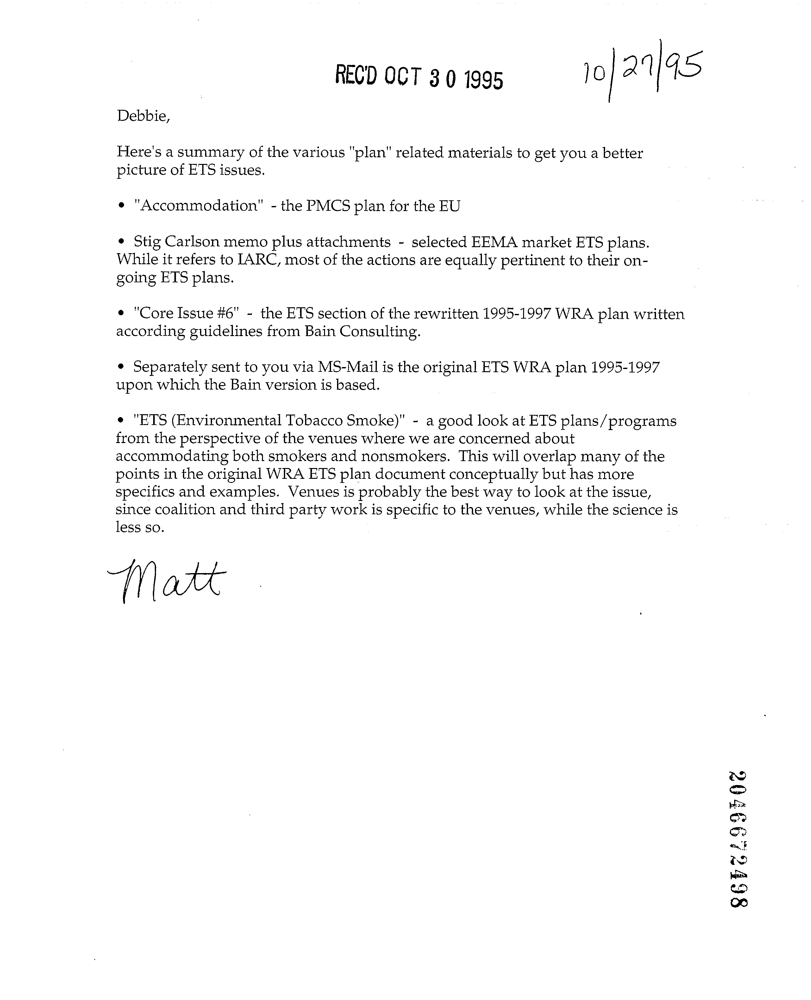 REC'D OCT 30 1995
10/27/95
Debbie,
Here's a summary of the various "plan" related materials to get you a better
picture of ETS issues.
• "Accommodation" - the PMCS plan for the EU
• Stig Carlson memo plus attachments - selected EEMA market ETS plans.
While it refers to IARC, most of the actions are equally pertinent to their on-
going ETS plans.
• "Core Issue #6" - the ETS section of the rewritten 1995-1997 WRA plan written
according guidelines from Bain Consulting.
• Separately sent to you via MS-Mail is the original ETS WRA plan 1995-1997
upon which the Bain version is based.
• "ETS (Environmental Tobacco Smoke)" - a good look at ETS plans/programs
from the perspective of the venues where we are concerned about
accommodating both smokers and nonsmokers. This will overlap many of the
points in the original WRA ETS plan document conceptually but has more
specifics and examples. Venues is probably the best way to look at the issue,
since coalition and third party work is specific to the venues, while the science is
less so.
Matt
2046672498